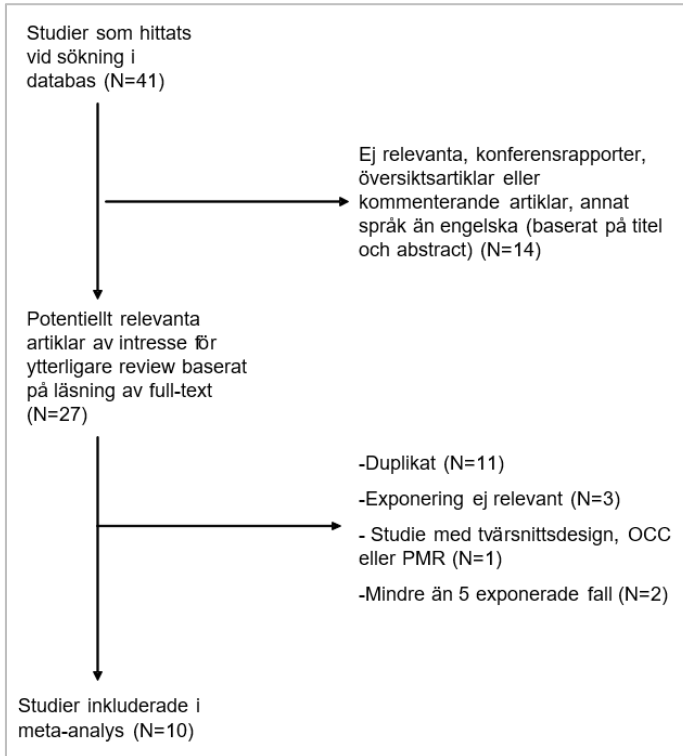 Studier som hittats
vid sökning i
databas (N=41)
Ej relevanta, konferensrapporter,
översiktsartiklar eller
kommenterande artiklar, annat
språk än engelska (baserat på titel
och abstract) (N=14)
Potentiellt relevanta
artiklar av intresse för
ytterligare review baserat
på läsning av full-text
(N=27)
-Duplikat (N=11)
-Exponering ej relevant (N=3)
- Studie med tvärsnittsdesign, OCC
eller PMR (N=1)
-Mindre än 5 exponerade fall (N=2)
Studier inkluderade i
meta-analys (N=10)